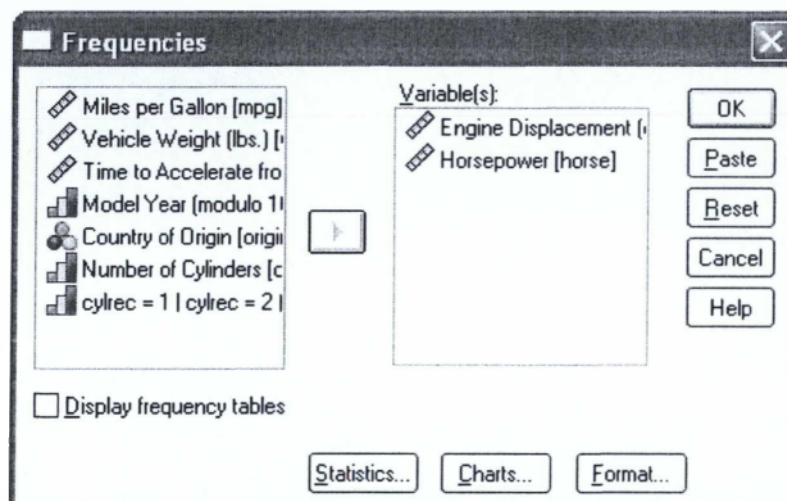 Frequencies
Miles per Gallon [mpg]
Vehicle Weight (lbs.) [
Time to Accelerate fro
Model Year (modulo 1
Country of Origin [origi
Number of Cylinders [c
cylrec = 1 | cylrec = 2 |
Display frequency tables
Variable(s):
Engine Displacement (
Horsepower [horse]
OK
Paste
Reset
Cancel
Help
Statistics...
Charts...
Format...